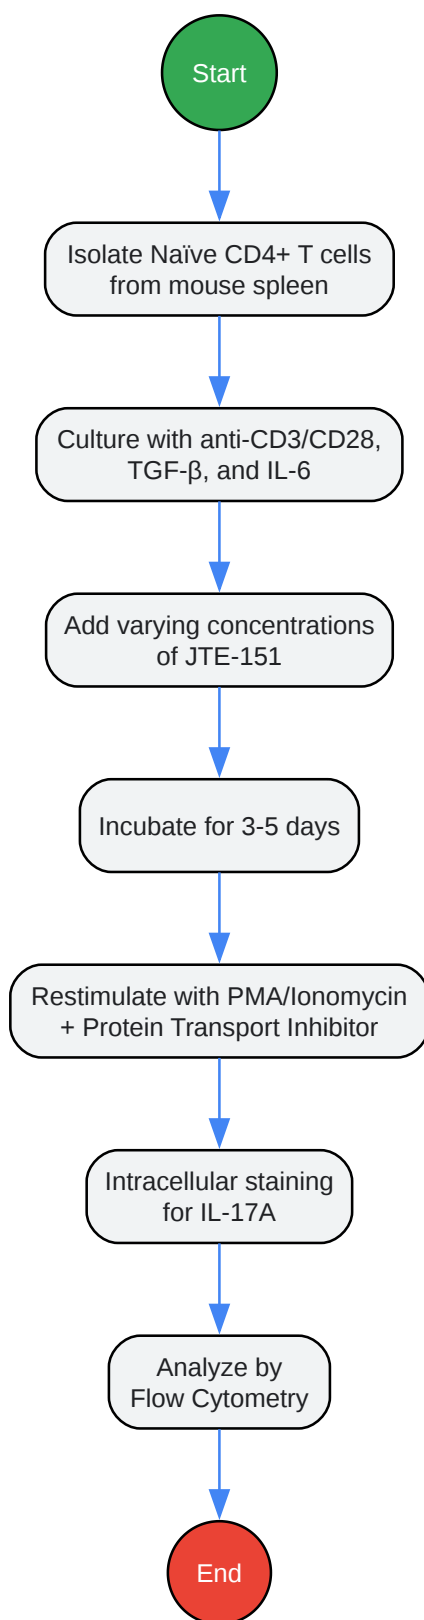 Start
Isolate Naïve CD4+ T cells
from mouse spleen
Culture with anti-CD3/CD28,
TGF-β, and IL-6
Add varying concentrations
of JTE-151
Incubate for 3-5 days
Restimulate with PMA/Ionomycin
+ Protein Transport Inhibitor
Intracellular staining
for IL-17A
Analyze by
Flow Cytometry
End